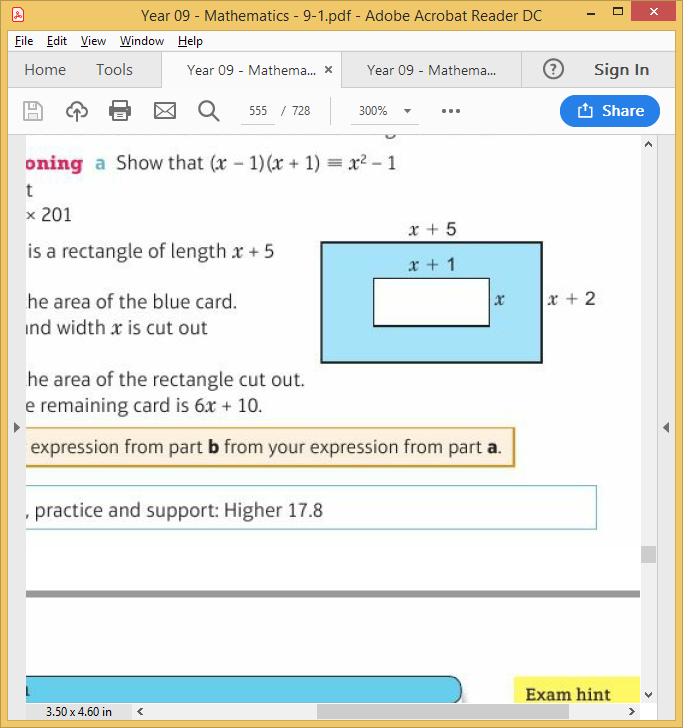 Year 09 - Mathematics - 9-1.pdf - Adobe Acrobat Reader DC
File Edit View Window Help
Home Tools Year 09 - Mathema... × Year 09 - Mathema... ? Sign In
555 / 728 300% Share
oning a Show that (x − 1)(x + 1) ≡ x² − 1
t
× 201
x + 5
is a rectangle of length x + 5
x + 1
he area of the blue card.
x x + 2
nd width x is cut out
he area of the rectangle cut out.
e remaining card is 6x + 10.
expression from part b from your expression from part a.
, practice and support: Higher 17.8
Exam hint
3.50 x 4.60 in